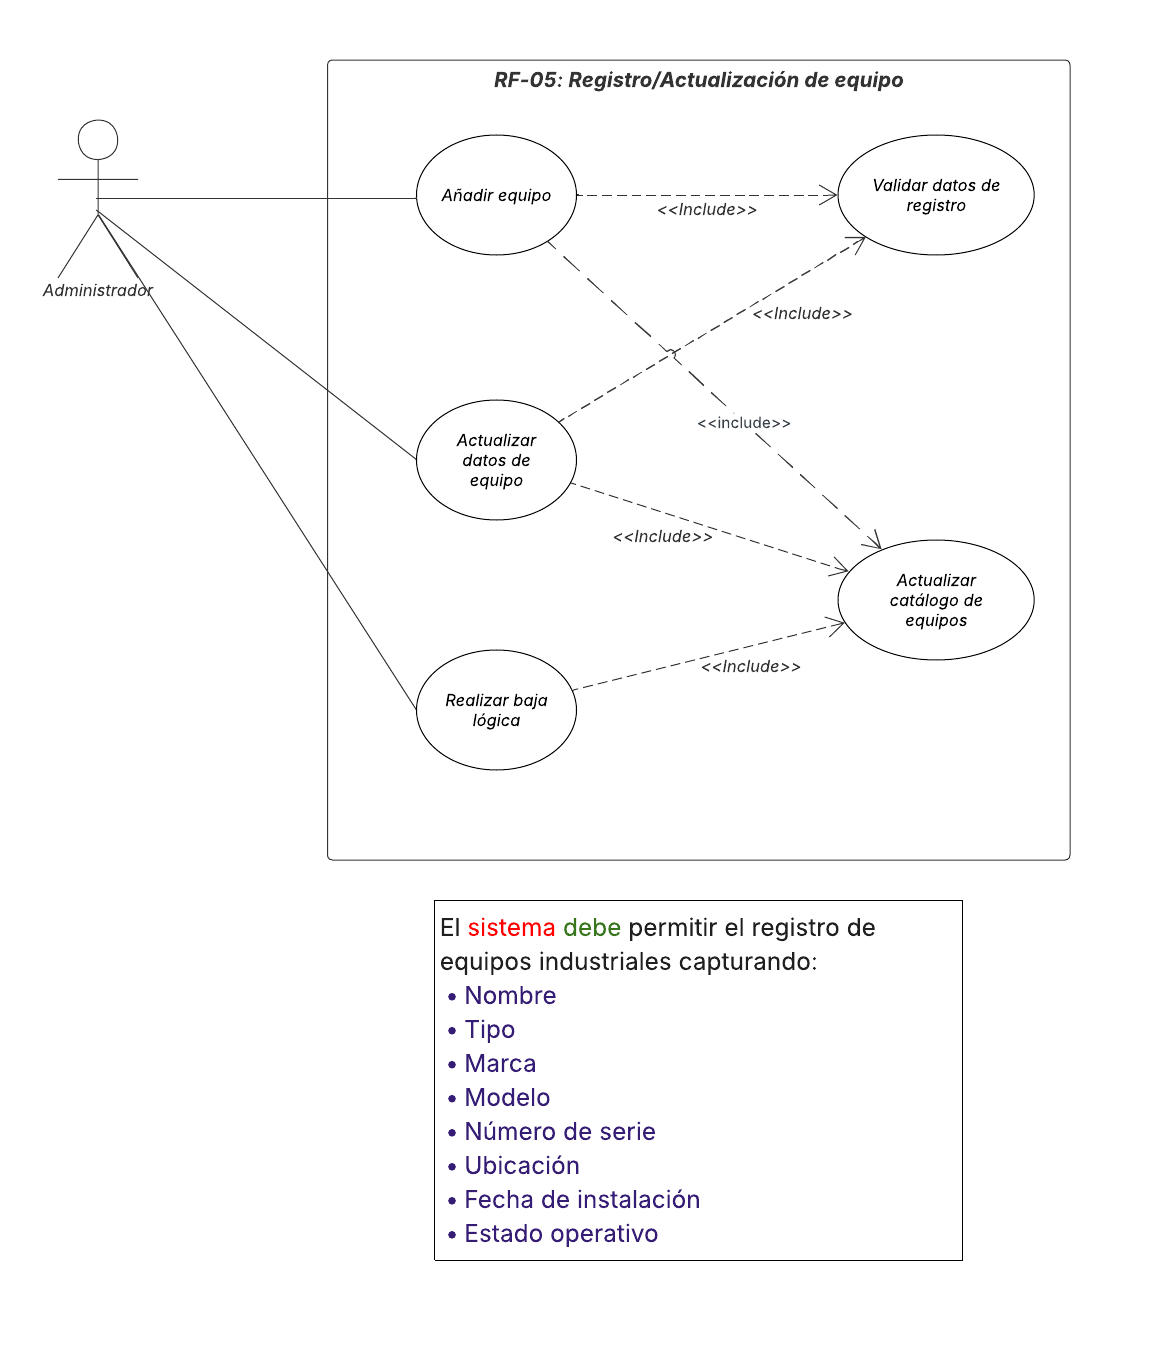 RF-05: Registro/Actualización de equipo
Administrador
Añadir equipo
<<Include>>
Validar datos de
registro
<<Include>>
<<include>>
Actualizar
datos de
equipo
<<Include>>
Actualizar
catálogo de
equipos
<<Include>>
Realizar baja
lógica
El sistema debe permitir el registro de
equipos industriales capturando:
• Nombre
• Tipo
• Marca
• Modelo
• Número de serie
• Ubicación
• Fecha de instalación
• Estado operativo